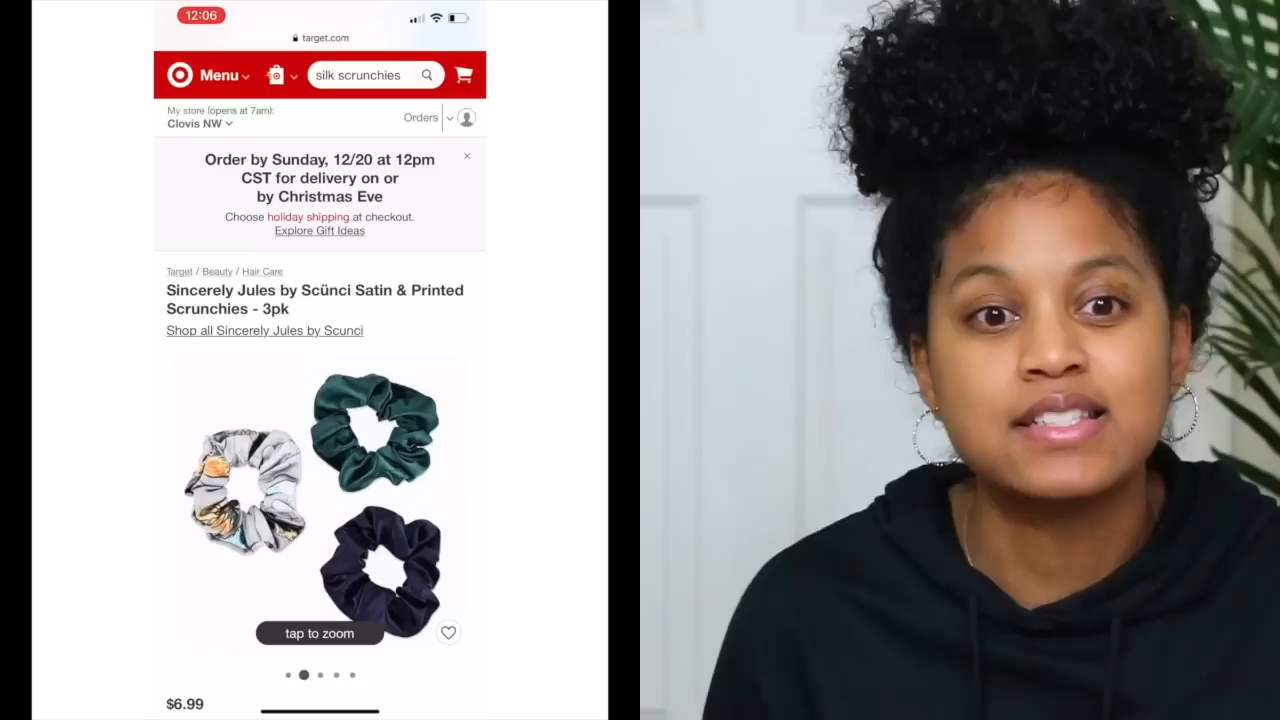 12:06
target.com
Menu
silk scrunchies
My store (opens at 7am):
Clovis NW
Orders
Order by Sunday, 12/20 at 12pm
CST for delivery on or
by Christmas Eve
Choose holiday shipping at checkout.
Explore Gift Ideas
Target / Beauty / Hair Care
Sincerely Jules by Scünci Satin & Printed
Scrunchies - 3pk
Shop all Sincerely Jules by Scunci
tap to zoom
$6.99